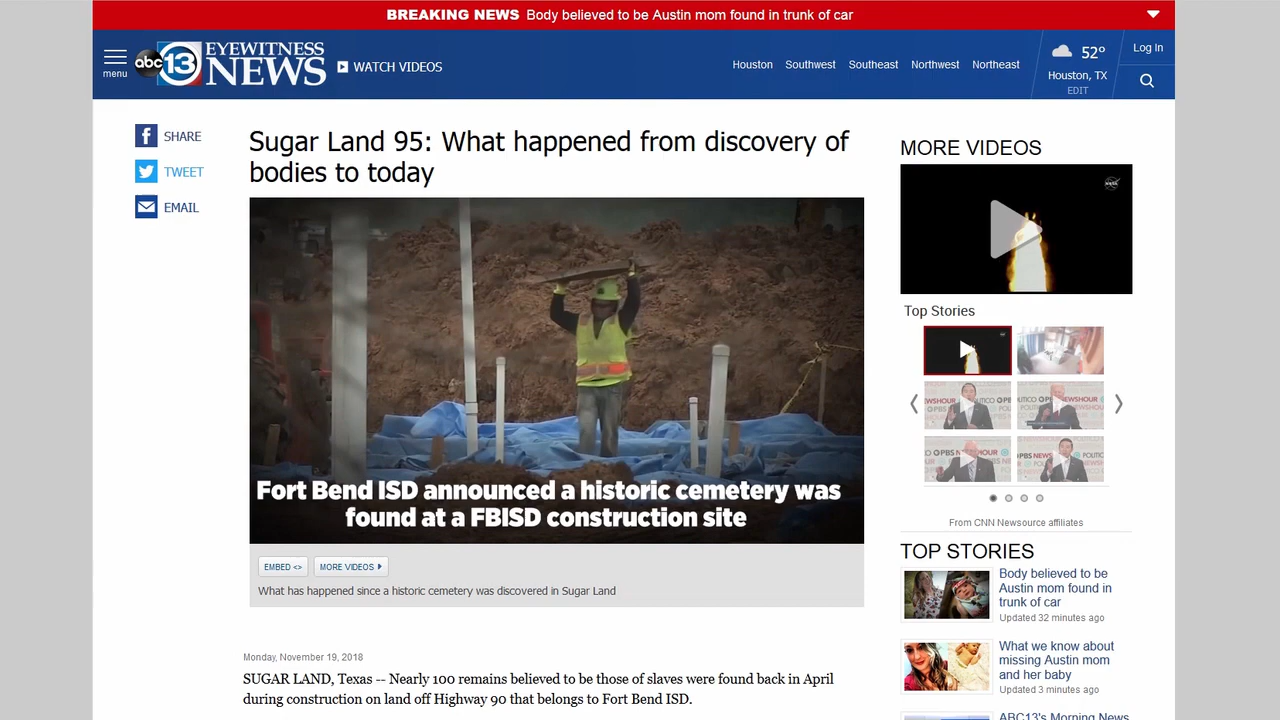 BREAKING NEWS Body believed to be Austin mom found in trunk of car
menu
abc 13 EYEWITNESS NEWS
WATCH VIDEOS
Houston Southwest Southeast Northwest Northeast
52°
Houston, TX
EDIT
Log In
SHARE
TWEET
EMAIL
Sugar Land 95: What happened from discovery of
bodies to today
Fort Bend ISD announced a historic cemetery was
found at a FBISD construction site
EMBED <> MORE VIDEOS
What has happened since a historic cemetery was discovered in Sugar Land
Monday, November 19, 2018
SUGAR LAND, Texas -- Nearly 100 remains believed to be those of slaves were found back in April
during construction on land off Highway 90 that belongs to Fort Bend ISD.
MORE VIDEOS
NASA
Top Stories
From CNN Newsource affiliates
TOP STORIES
Body believed to be
Austin mom found in
trunk of car
Updated 32 minutes ago
What we know about
missing Austin mom
and her baby
Updated 3 minutes ago
ABC13's Morning News